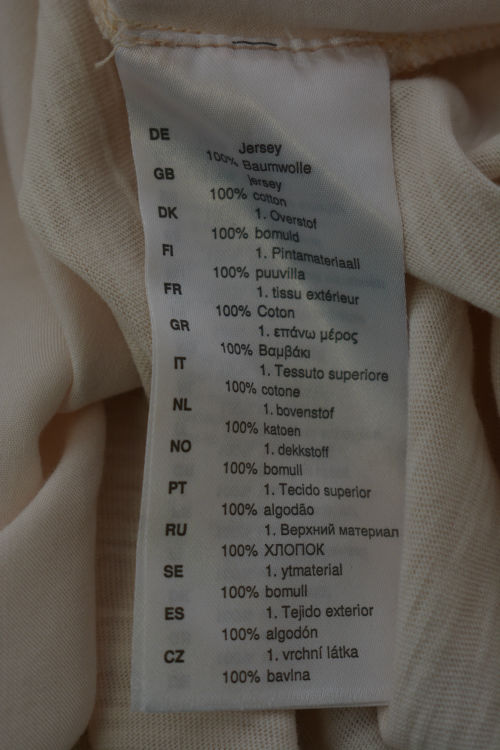 DE Jersey
100% Baumwolle
GB jersey
100% cotton
DK 1. Overstof
100% bomuld
FI 1. Pintamateriaali
100% puuvilla
FR 1. tissu extérieur
100% Coton
GR 1. επάνω μέρος
100% Βαμβάκι
IT 1. Tessuto superiore
100% cotone
NL 1. bovenstof
100% katoen
NO 1. dekkstoff
100% bomull
PT 1. Tecido superior
100% algodão
RU 1. Верхний материал
100% ХЛОПОК
SE 1. ytmaterial
100% bomull
ES 1. Tejido exterior
100% algodón
CZ 1. vrchní látka
100% bavlna